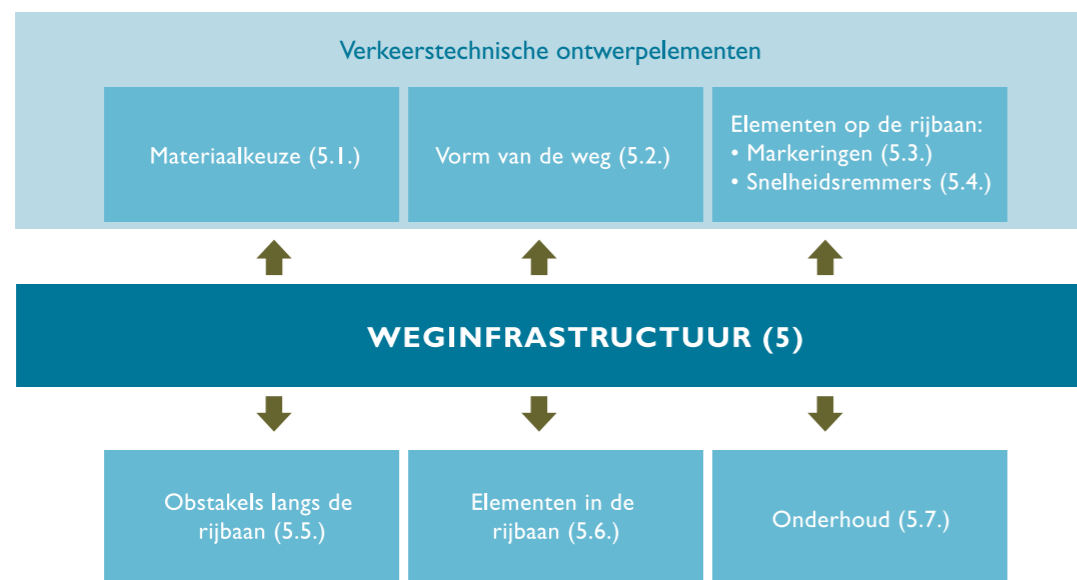 Verkeerstechnische ontwerpelementen
Materiaalkeuze (5.1.)
Vorm van de weg (5.2.)
Elementen op de rijbaan:
• Markeringen (5.3.)
• Snelheidsremmers (5.4.)
WEGINFRASTRUCTUUR (5)
Obstakels langs de
rijbaan (5.5.)
Elementen in de
rijbaan (5.6.)
Onderhoud (5.7.)